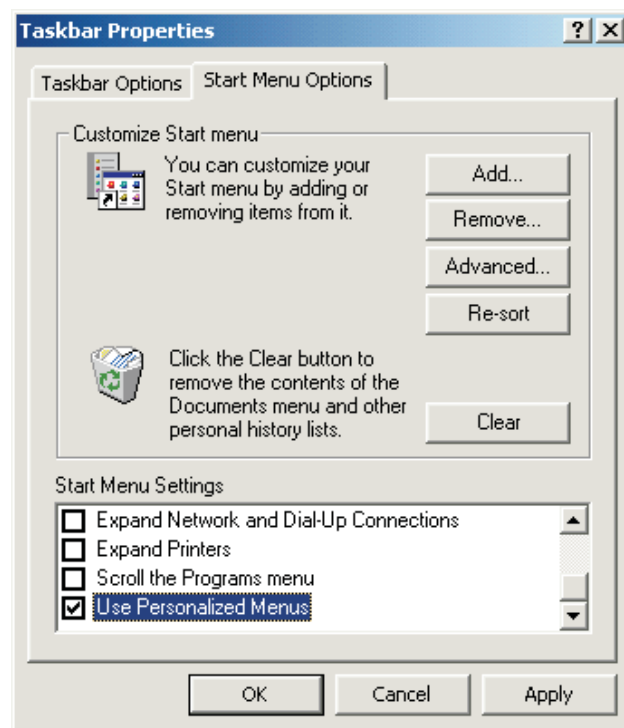 Taskbar Properties
Taskbar Options
Start Menu Options
Customize Start menu
You can customize your
Start menu by adding or
removing items from it.
Add...
Remove...
Advanced...
Re-sort
Click the Clear button to
remove the contents of the
Documents menu and other
personal history lists.
Clear
Start Menu Settings
Expand Network and Dial-Up Connections
Expand Printers
Scroll the Programs menu
Use Personalized Menus
OK
Cancel
Apply